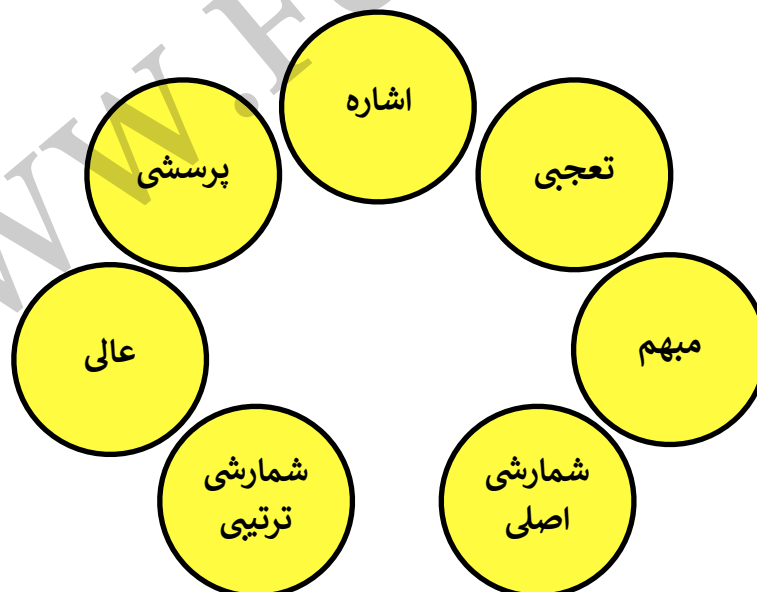 اشاره
تعجبی
پرسشی
مبهم
عالی
شمارشی
اصلی
شمارشی
ترتیبی